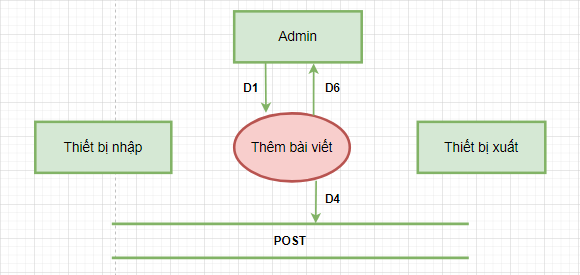 Admin
D1
D6
Thiết bị nhập
Thêm bài viết
Thiết bị xuất
D4
POST